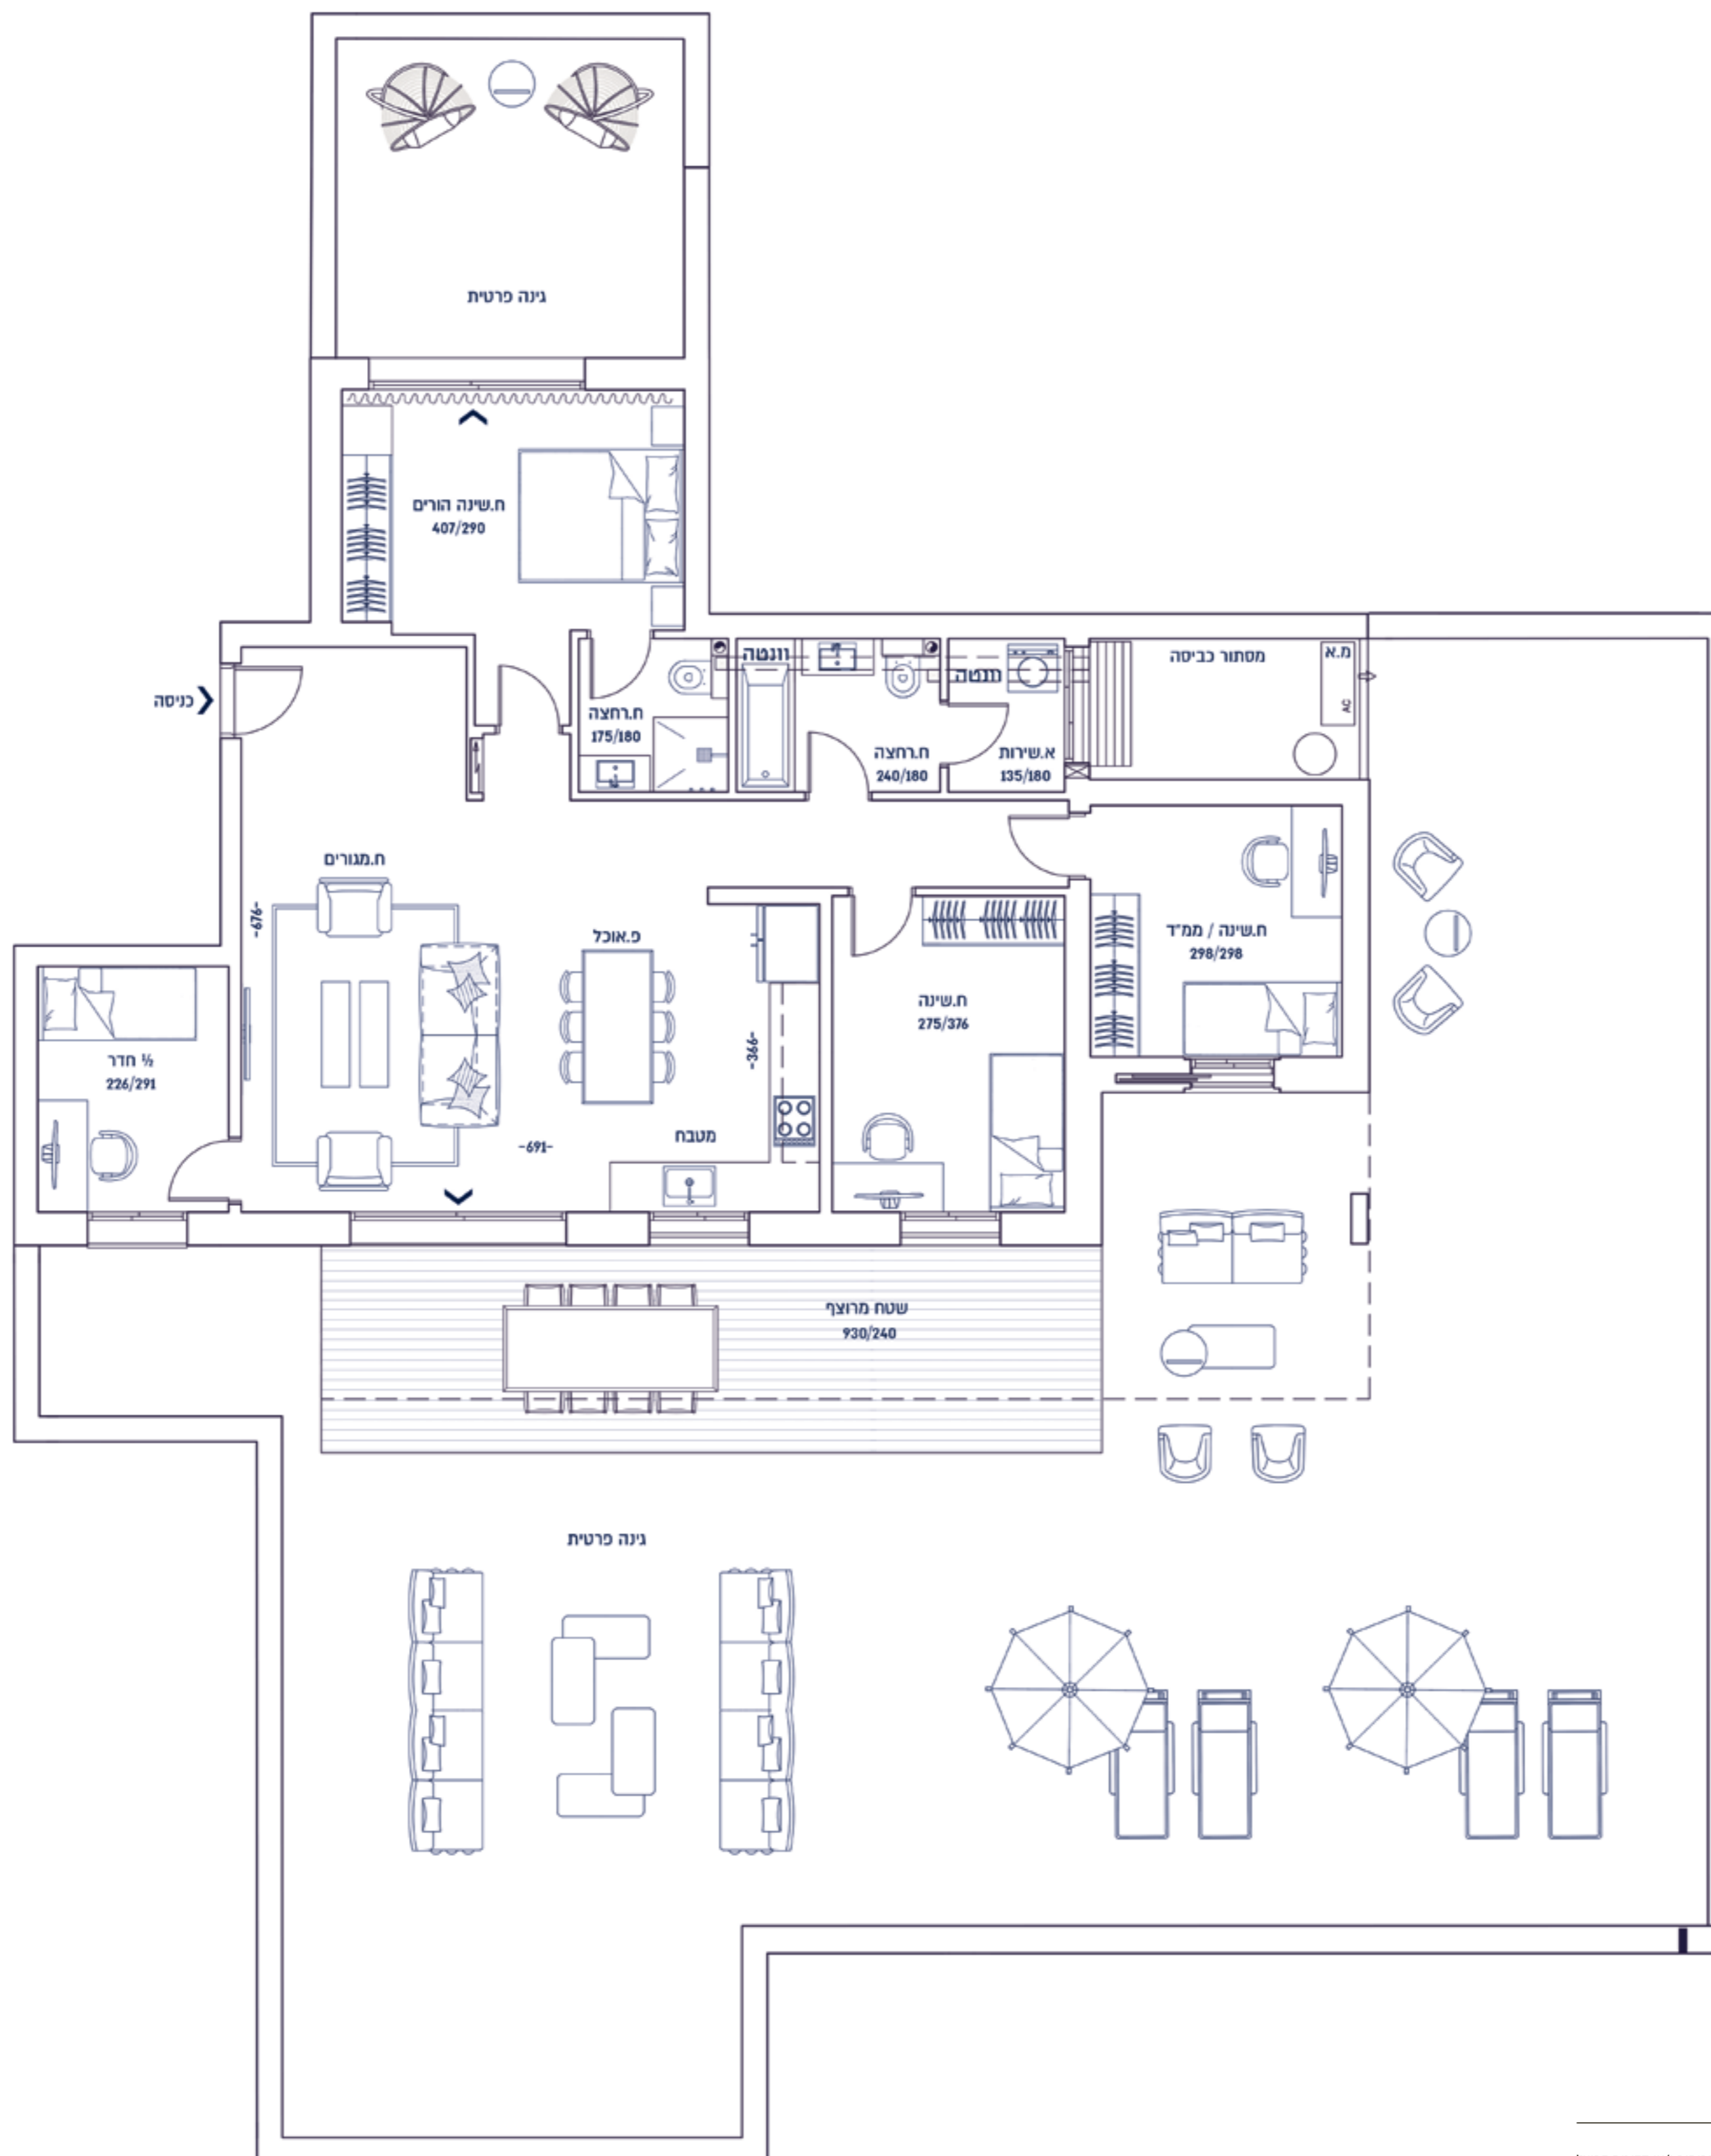 גינה פרטית
ח.שינה הורים
407/290
כניסה
ח.רחצה
175/180
וונטה
ח.רחצה
240/180
וונטה
א.שירות
135/180
מסתור כביסה
מ.א
AC
ח.מגורים
-676-
פ.אוכל
-366-
מטבח
-691-
½ חדר
226/291
ח.שינה
275/376
ח.שינה / ממ"ד
298/298
שטח מרוצף
930/240
גינה פרטית